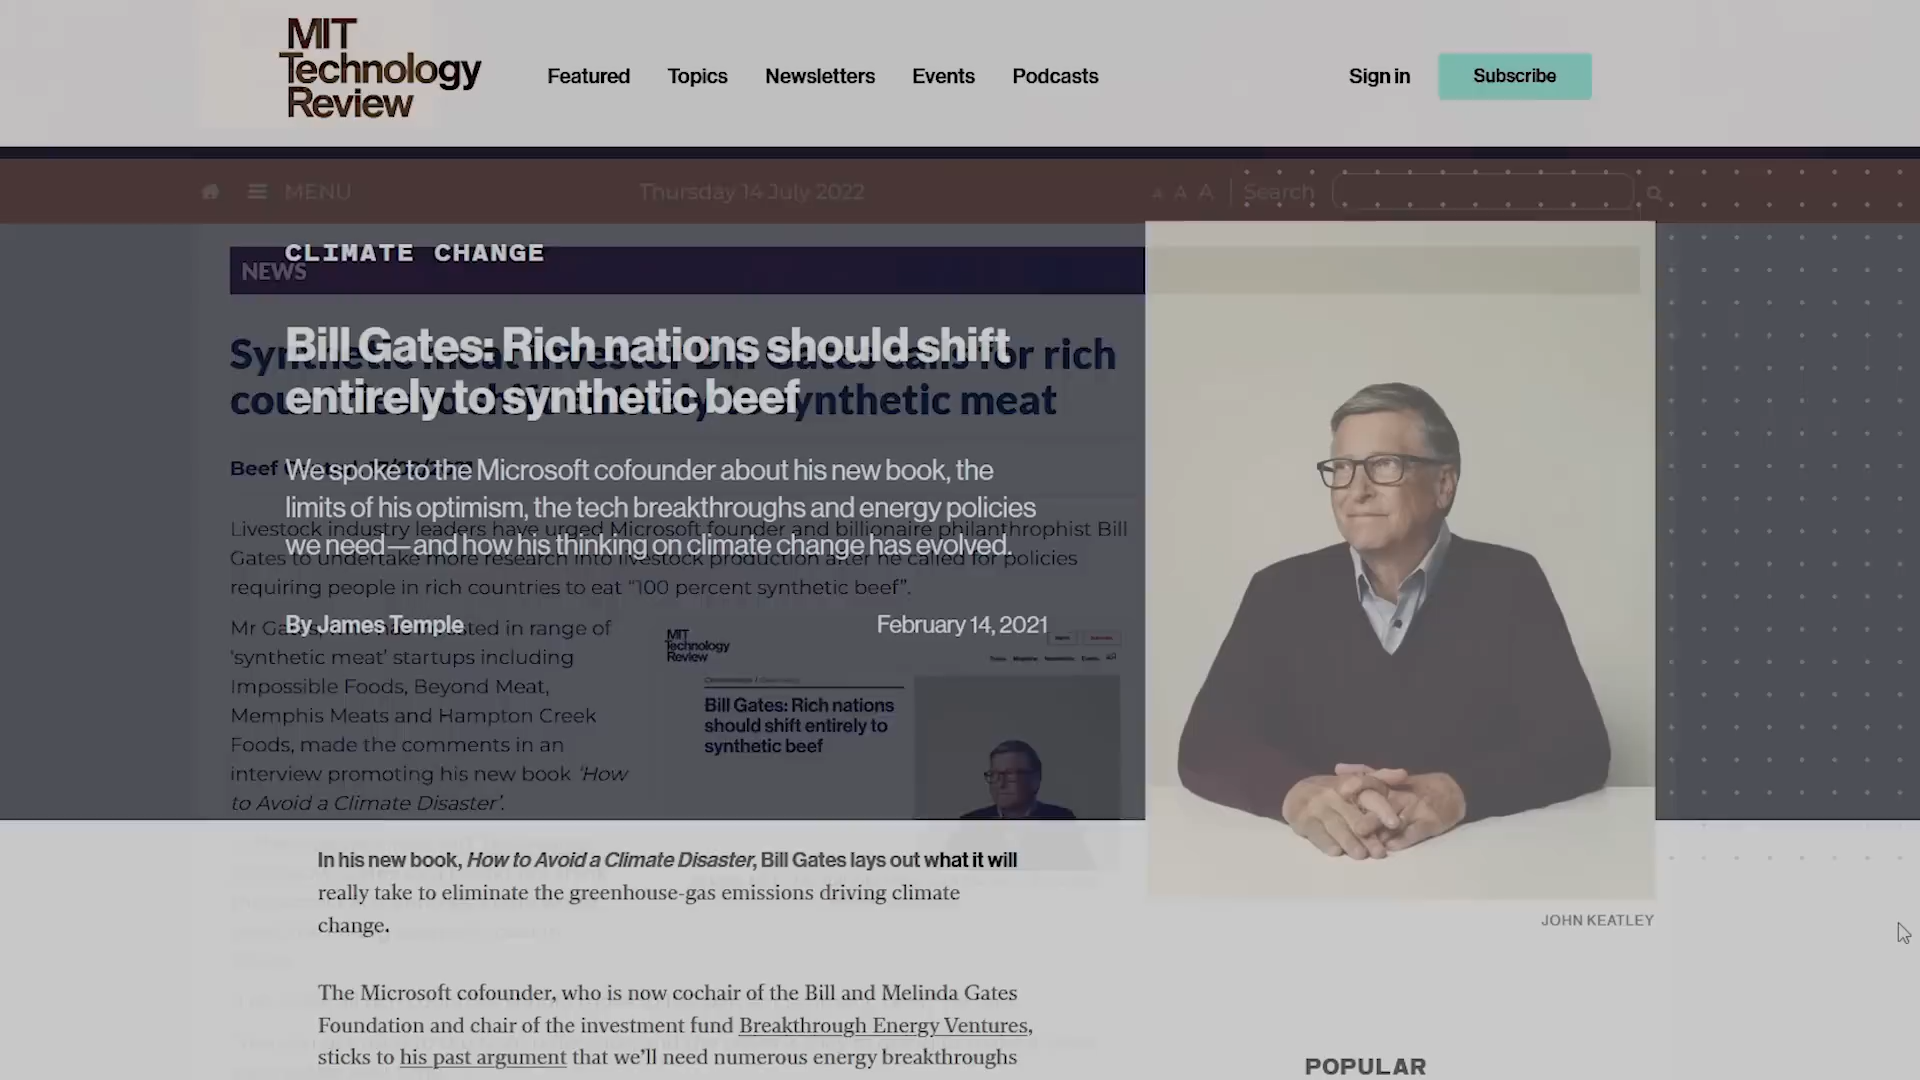 MIT
Technology
Review
Featured Topics Newsletters Events Podcasts
Sign in Subscribe
MENU Thursday 14 July 2022 A A A Search
CLIMATE CHANGE
NEWS
Bill Gates: Rich nations should shift
entirely to synthetic beef
Synthetic meat investor Bill Gates calls for rich
synthetic meat
We spoke to the Microsoft cofounder about his new book, the
limits of his optimism, the tech breakthroughs and energy policies
we need—and how his thinking on climate change has evolved.
By James Temple February 14, 2021
Beef
Livestock industry leaders have urged Microsoft founder and billionaire philanthropist Bill
Gates to undertake more research into livestock production after he called for policies
requiring people in rich countries to eat “100 percent synthetic beef”.
Mr Gates, who has invested in range of
‘synthetic meat’ startups including
Impossible Foods, Beyond Meat,
Memphis Meats and Hampton Creek
Foods, made the comments in an
interview promoting his new book ‘How
to Avoid a Climate Disaster’.
MIT
Technology
Review
Bill Gates: Rich nations
should shift entirely to
synthetic beef
In his new book, How to Avoid a Climate Disaster, Bill Gates lays out what it will
really take to eliminate the greenhouse-gas emissions driving climate
change.
JOHN KEATLEY
The Microsoft cofounder, who is now cochair of the Bill and Melinda Gates
Foundation and chair of the investment fund Breakthrough Energy Ventures,
sticks to his past argument that we’ll need numerous energy breakthroughs
POPULAR